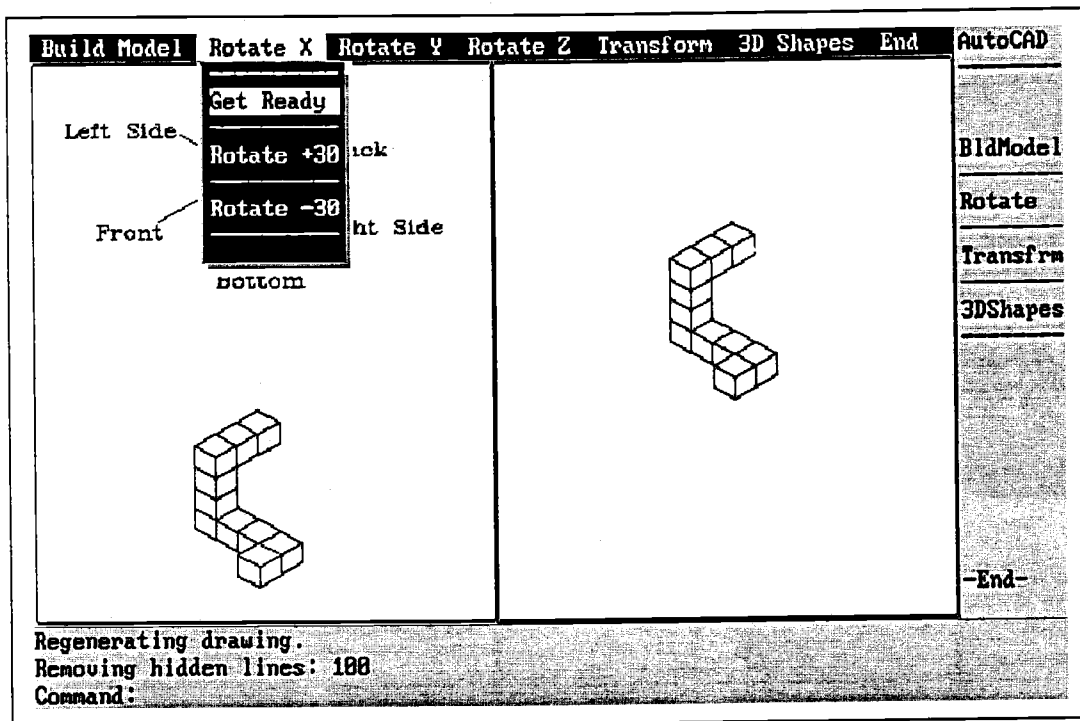 Build Model Rotate X Rotate Y Rotate Z Transform 3D Shapes End AutoCAD
Get Ready
Left Side
Rotate +30
BldModel
Rotate
Rotate -30
Front
ht Side
Transfrm
Bottom
3DShapes
-End-
Regenerating drawing.
Removing hidden lines: 100
Command: